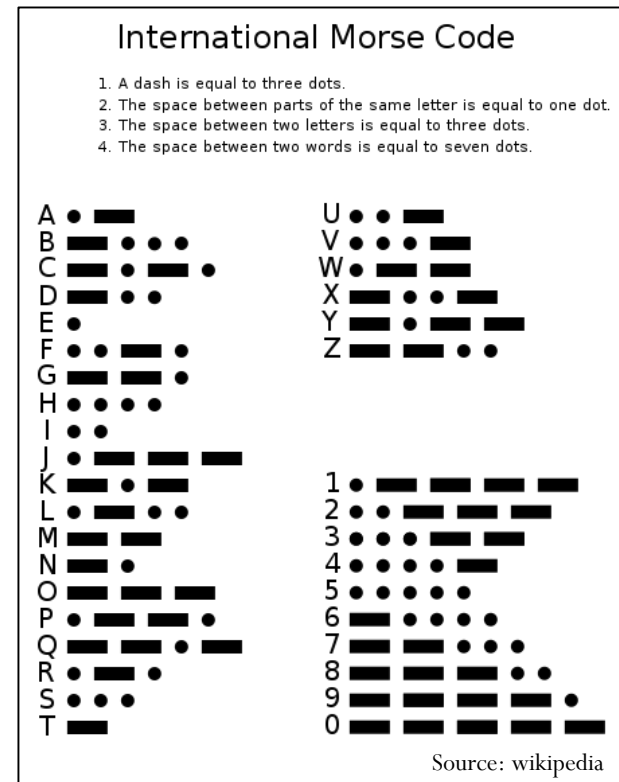 International Morse Code
1. A dash is equal to three dots.
2. The space between parts of the same letter is equal to one dot.
3. The space between two letters is equal to three dots.
4. The space between two words is equal to seven dots.
A
B
C
D
E
F
G
H
I
J
K
L
M
N
O
P
Q
R
S
T
U
V
W
X
Y
Z
1
2
3
4
5
6
7
8
9
0
Source: wikipedia